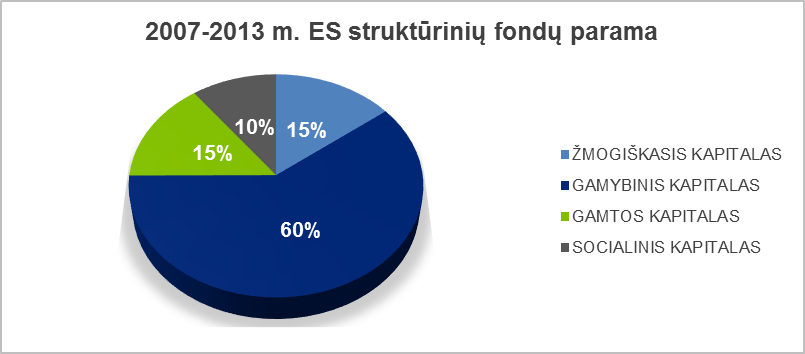 2007-2013 m. ES struktūrinių fondų parama
10%
15%
15%
60%
ŽMOGIŠKASIS KAPITALAS
GAMYBINIS KAPITALAS
GAMTOS KAPITALAS
SOCIALINIS KAPITALAS